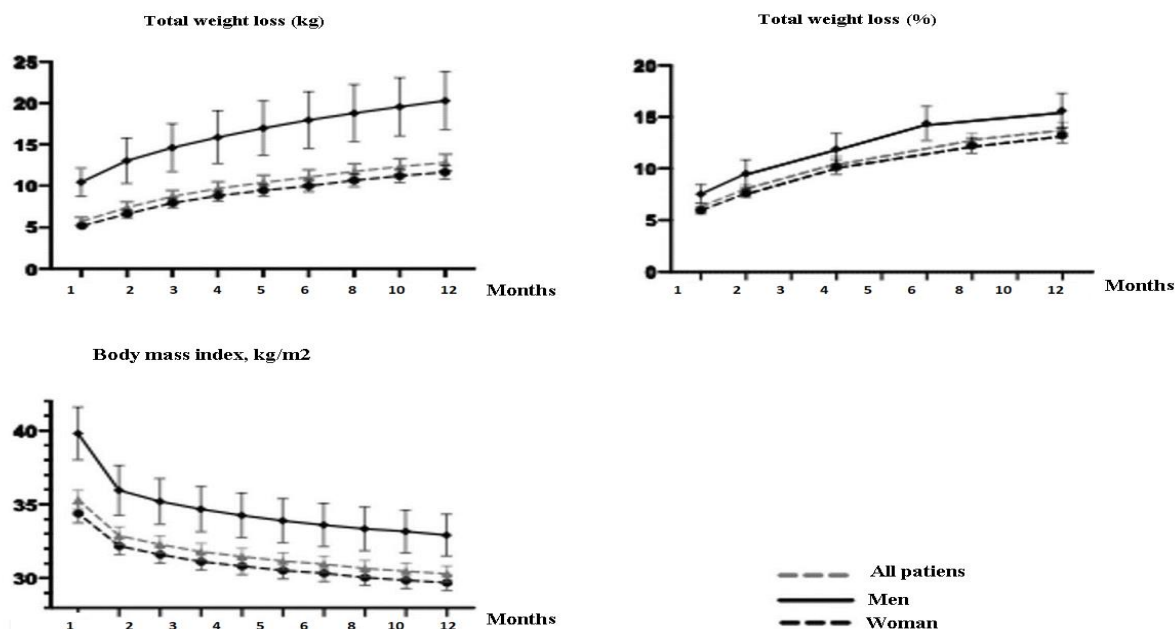 Total weight loss (kg)
25
20
15
10
5
0
1 2 3 4 5 6 8 10 12 Months
Total weight loss (%)
20
15
10
5
0
1 2 3 4 5 6 8 10 12 Months
Body mass index, kg/m2
40
35
30
1 2 3 4 5 6 8 10 12 Months
All patiens
Men
Woman